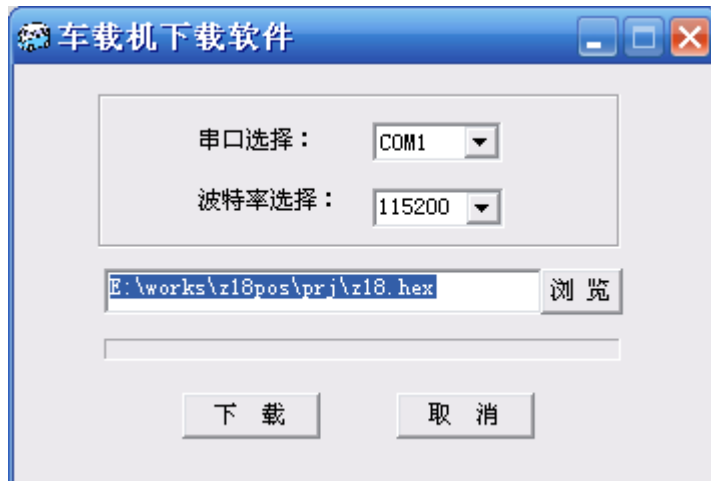 车载机下载软件
串口选择：
COM1
波特率选择：
115200
E:\works\z18pos\prj\z18.hex
浏 览
下 载
取 消